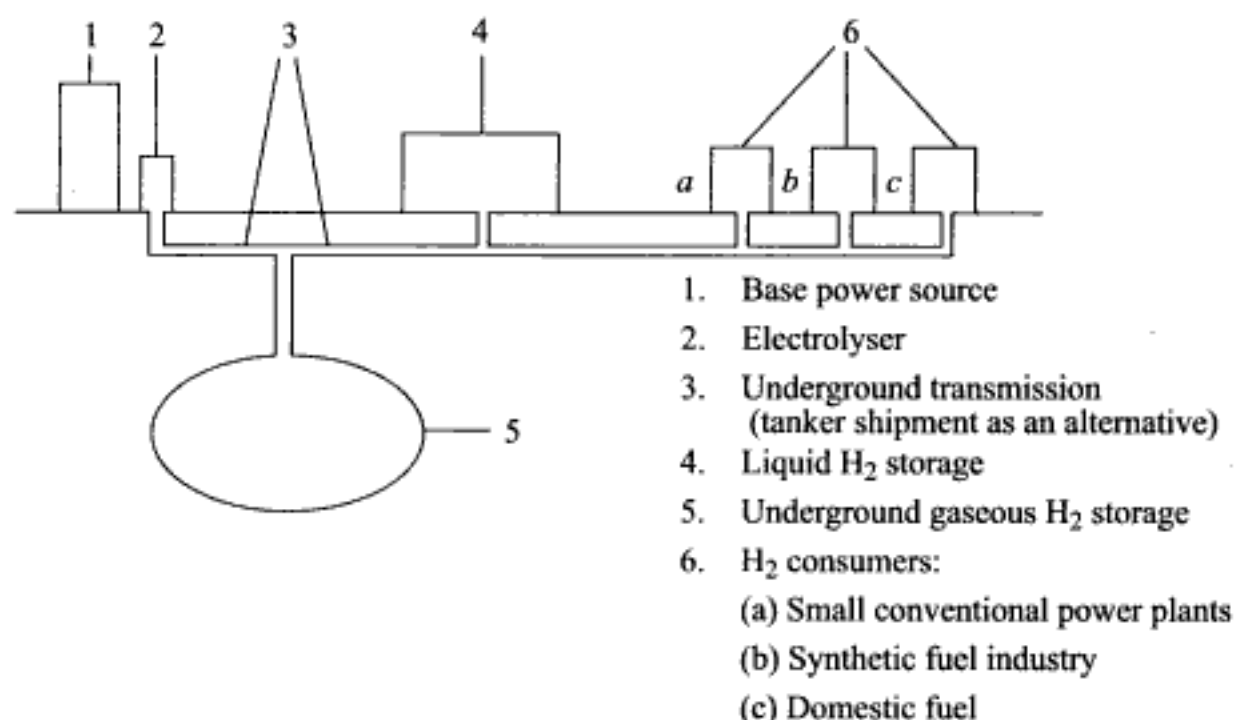 1 2 3 4 6
a b c
5
1. Base power source
2. Electrolyser
3. Underground transmission
(tanker shipment as an alternative)
4. Liquid H₂ storage
5. Underground gaseous H₂ storage
6. H₂ consumers:
(a) Small conventional power plants
(b) Synthetic fuel industry
(c) Domestic fuel